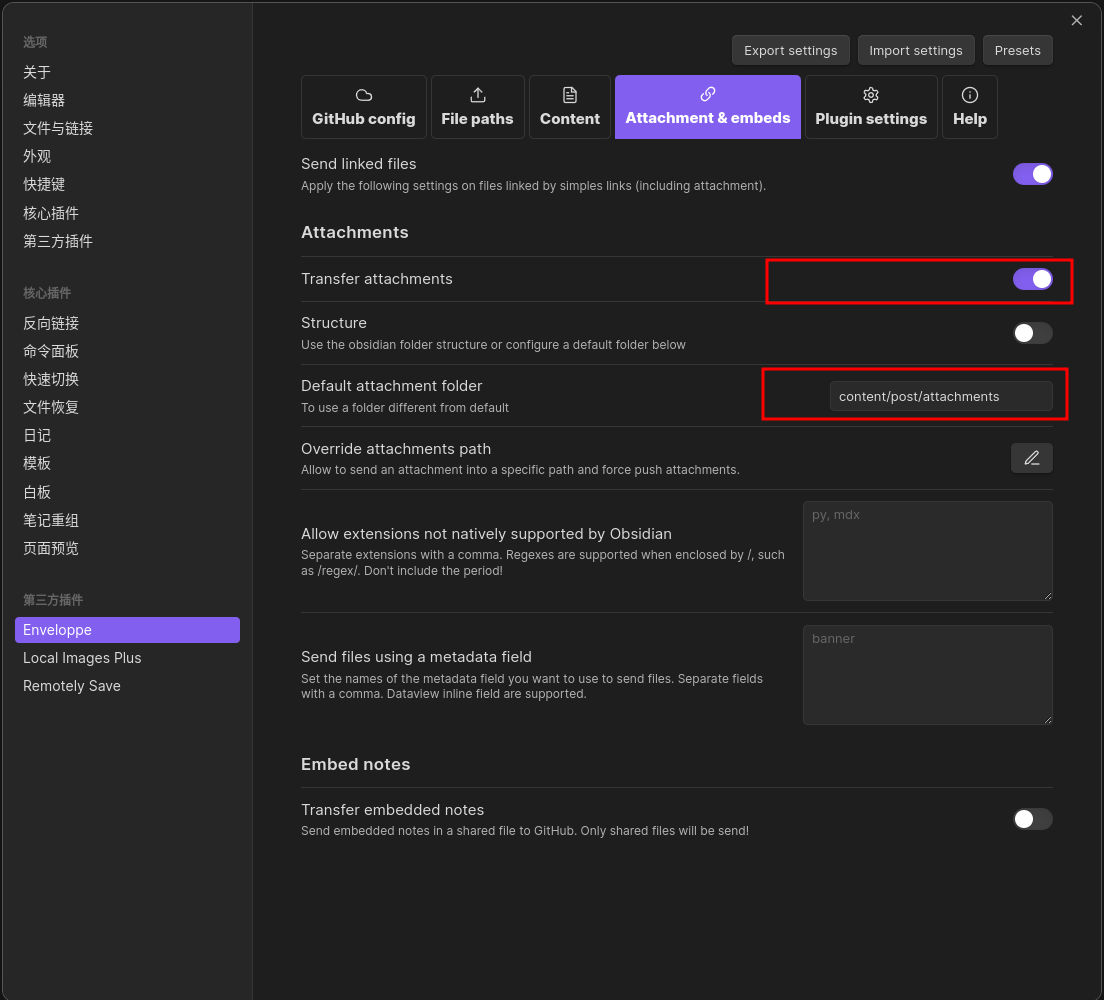 选项
关于
编辑器
文件与链接
外观
快捷键
核心插件
第三方插件
核心插件
反向链接
命令面板
快速切换
文件恢复
日记
模板
白板
笔记重组
页面预览
第三方插件
Enveloppe
Local Images Plus
Remotely Save
Export settings
Import settings
Presets
GitHub config
File paths
Content
Attachment & embeds
Plugin settings
Help
Send linked files
Apply the following settings on files linked by simples links (including attachment).
Attachments
Transfer attachments
Structure
Use the obsidian folder structure or configure a default folder below
Default attachment folder
To use a folder different from default
content/post/attachments
Override attachments path
Allow to send an attachment into a specific path and force push attachments.
Allow extensions not natively supported by Obsidian
Separate extensions with a comma. Regexes are supported when enclosed by /, such
as /regex/. Don't include the period!
py, mdx
Send files using a metadata field
Set the names of the metadata field you want to use to send files. Separate fields
with a comma. Dataview inline field are supported.
banner
Embed notes
Transfer embedded notes
Send embedded notes in a shared file to GitHub. Only shared files will be send!